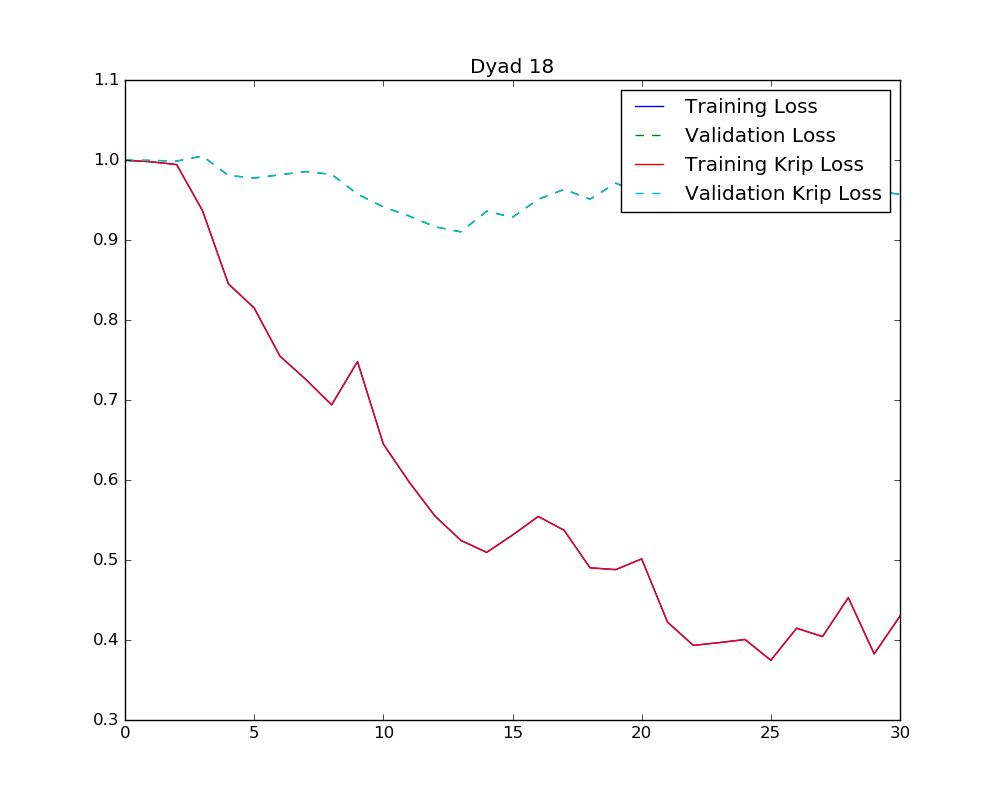 Dyad 18
1.1
1.0
0.9
0.8
0.7
0.6
0.5
0.4
0.3
0 5 10 15 20 25 30
Training Loss
Validation Loss
Training Krip Loss
Validation Krip Loss